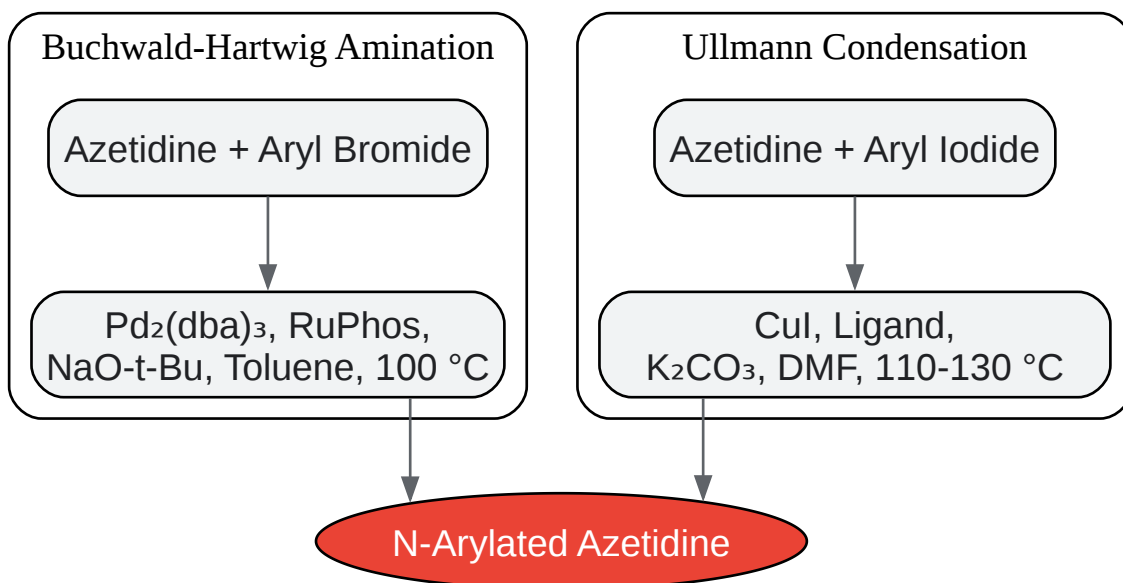 Buchwald-Hartwig Amination
Azetidine + Aryl Bromide
Pd₂(dba)₃, RuPhos,
NaO-t-Bu, Toluene, 100 °C
Ullmann Condensation
Azetidine + Aryl Iodide
CuI, Ligand,
K₂CO₃, DMF, 110-130 °C
N-Arylated Azetidine